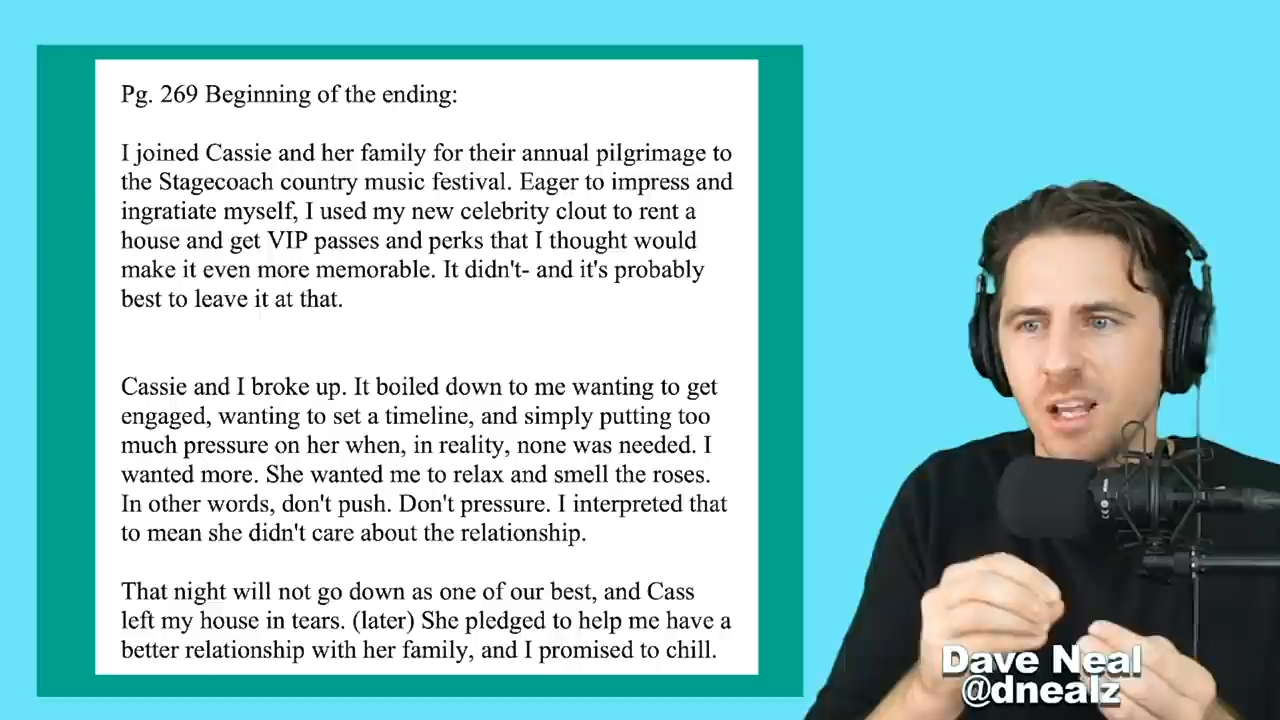 Pg. 269 Beginning of the ending:
I joined Cassie and her family for their annual pilgrimage to
the Stagecoach country music festival. Eager to impress and
ingratiate myself, I used my new celebrity clout to rent a
house and get VIP passes and perks that I thought would
make it even more memorable. It didn't- and it's probably
best to leave it at that.
Cassie and I broke up. It boiled down to me wanting to get
engaged, wanting to set a timeline, and simply putting too
much pressure on her when, in reality, none was needed. I
wanted more. She wanted me to relax and smell the roses.
In other words, don't push. Don't pressure. I interpreted that
to mean she didn't care about the relationship.
That night will not go down as one of our best, and Cass
left my house in tears. (later) She pledged to help me have a
better relationship with her family, and I promised to chill.
Dave Neal
@dnealz